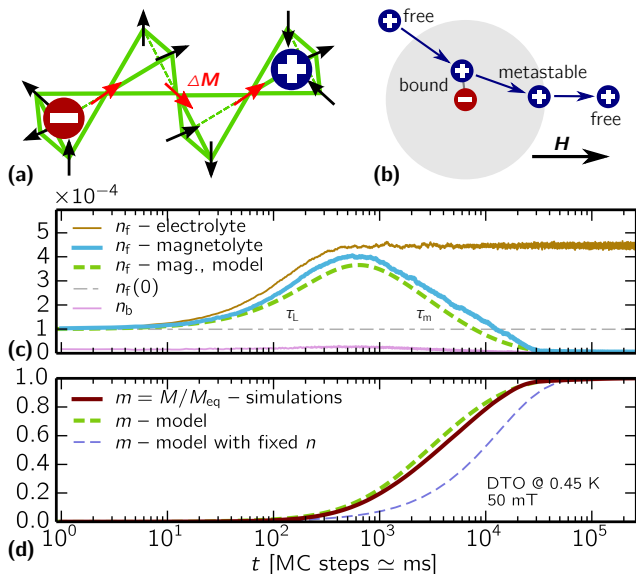 (a)
ΔM
(b)
free
bound
metastable
free
H
×10⁻⁴
5
4
3
2
1
0
n_f – electrolyte
n_f – magnetolyte
n_f – mag., model
n_f(0)
n_b
τ_L
τ_m
(c)
1.0
0.8
0.6
0.4
0.2
0.0
m = M/M_eq – simulations
m – model
m – model with fixed n
DTO @ 0.45 K
50 mT
(d)
10⁰ 10¹ 10² 10³ 10⁴ 10⁵
t [MC steps ≃ ms]